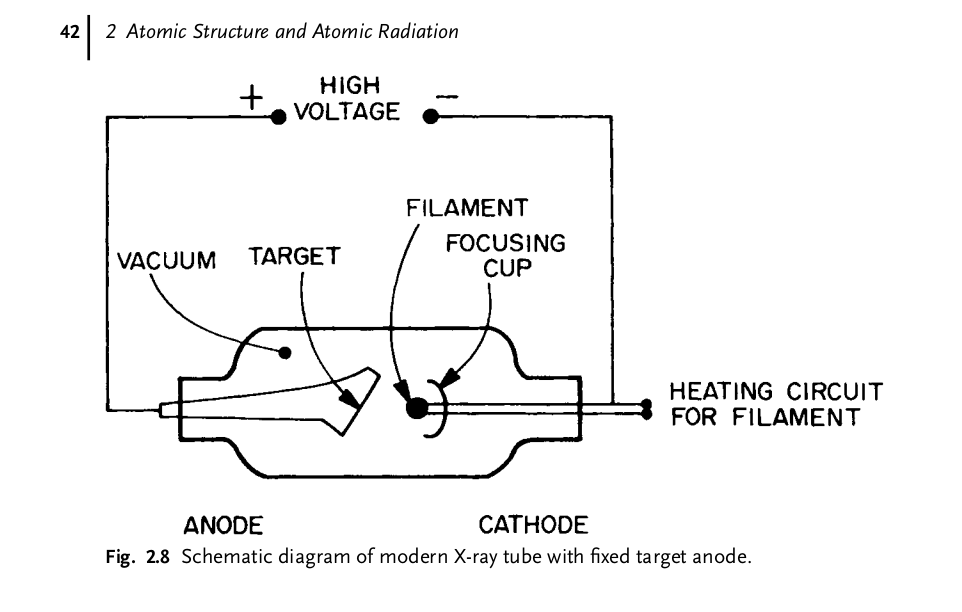 42 2 Atomic Structure and Atomic Radiation
+ HIGH VOLTAGE −
FILAMENT
FOCUSING
CUP
VACUUM TARGET
HEATING CIRCUIT
FOR FILAMENT
ANODE CATHODE
Fig. 2.8 Schematic diagram of modern X-ray tube with fixed target anode.